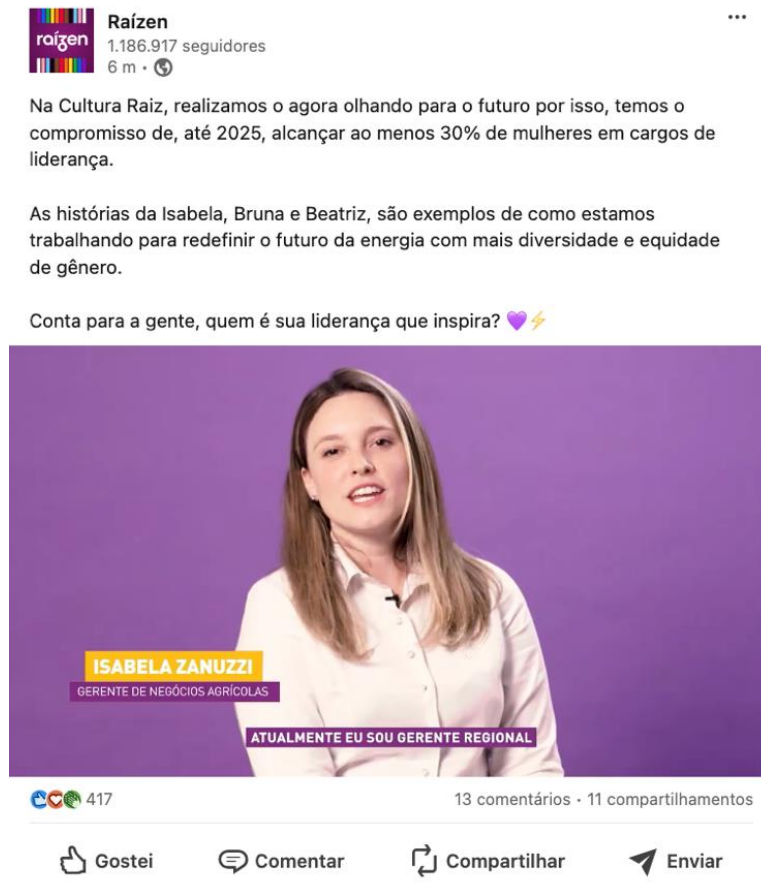 raízen
Raízen
1.186.917 seguidores
6 m •
Na Cultura Raiz, realizamos o agora olhando para o futuro por isso, temos o
compromisso de, até 2025, alcançar ao menos 30% de mulheres em cargos de
liderança.
As histórias da Isabela, Bruna e Beatriz, são exemplos de como estamos
trabalhando para redefinir o futuro da energia com mais diversidade e equidade
de gênero.
Conta para a gente, quem é sua liderança que inspira? 💜⚡
ISABELA ZANUZZI
GERENTE DE NEGÓCIOS AGRÍCOLAS
ATUALMENTE EU SOU GERENTE REGIONAL
417
13 comentários · 11 compartilhamentos
Gostei Comentar Compartilhar Enviar